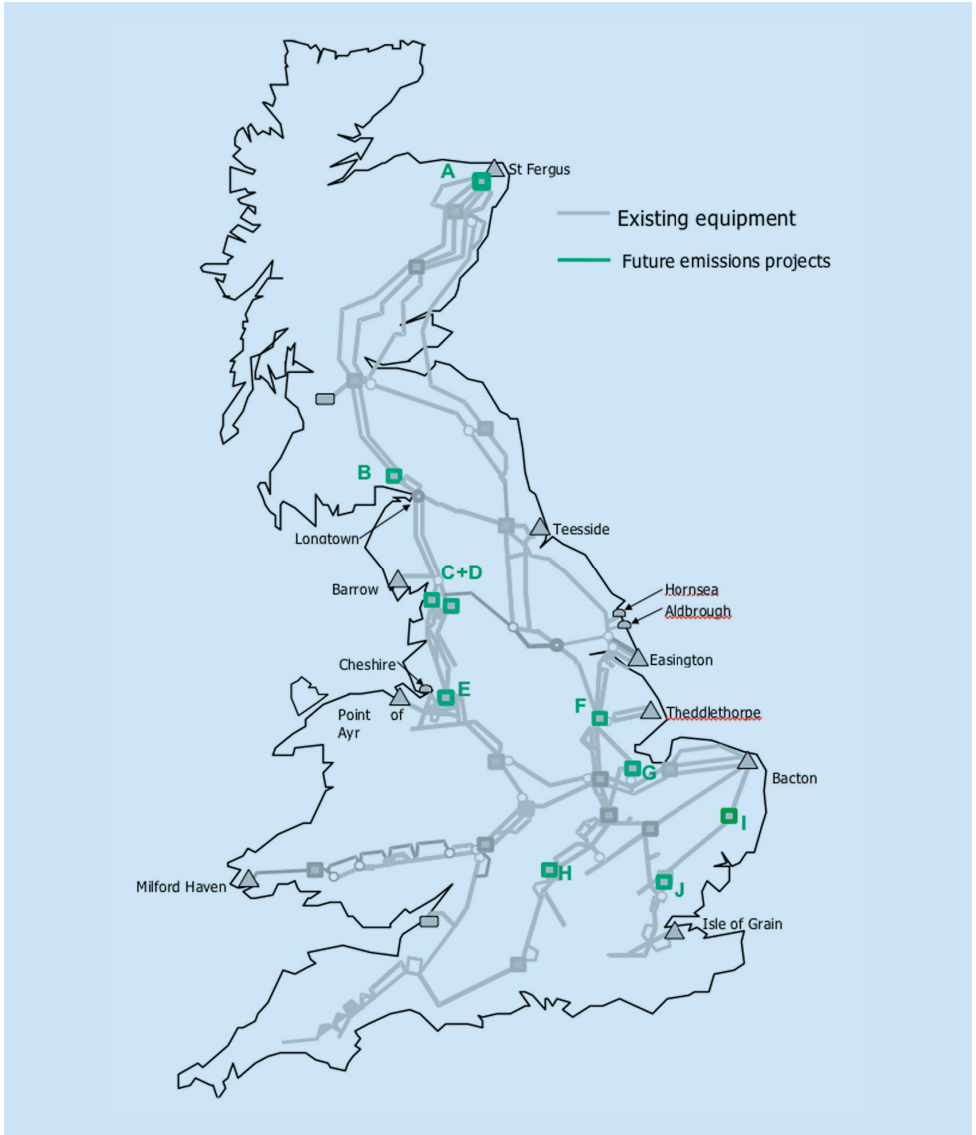 A
St Fergus
Existing equipment
Future emissions projects
B
Longtown
Teesside
C+D
Barrow
Hornsea
Aldbrough
Cheshire
Easington
E
F
Point of
Ayr
Theddlethorpe
G
Bacton
I
H
J
Milford Haven
Isle of Grain